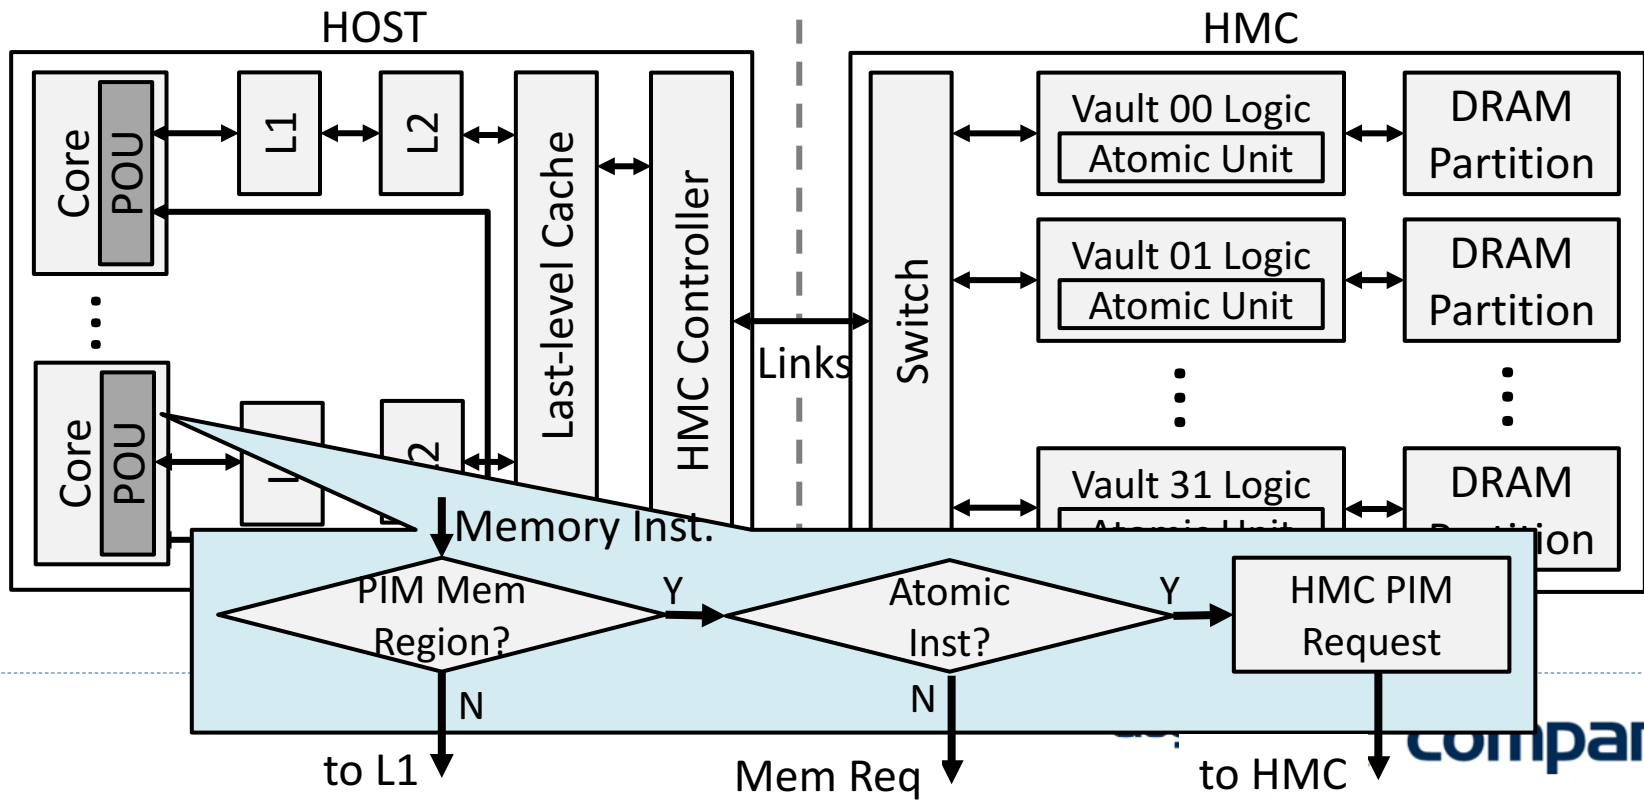 HOST
HMC
Core
POU
L1
L2
Last-level Cache
HMC Controller
Links
Switch
Vault 00 Logic
Atomic Unit
DRAM
Partition
Vault 01 Logic
Atomic Unit
DRAM
Partition
Core
POU
Vault 31 Logic
Atomic Unit
DRAM
Memory Inst.
PIM Mem
Region?
Y
Atomic
Inst?
Y
HMC PIM
Request
N
N
to L1
Mem Req
to HMC